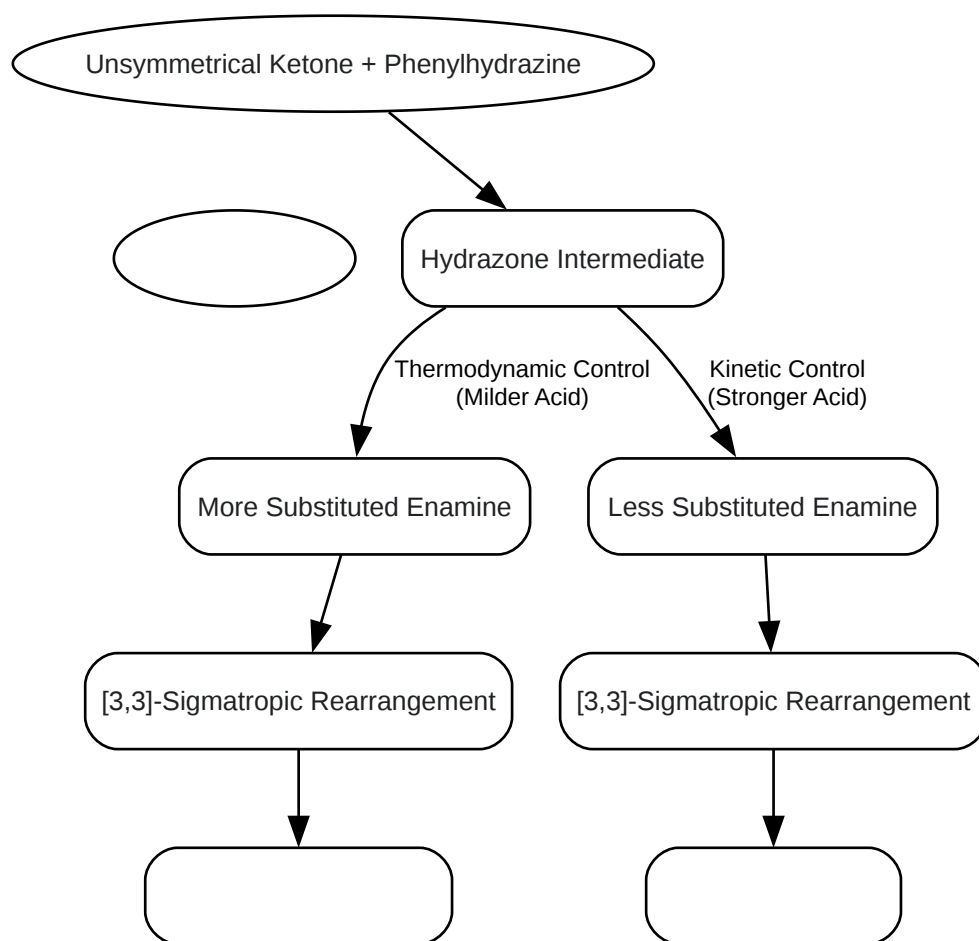 Unsymmetrical Ketone + Phenylhydrazine
Hydrazone Intermediate
Thermodynamic Control
(Milder Acid)
Kinetic Control
(Stronger Acid)
More Substituted Enamine
Less Substituted Enamine
[3,3]-Sigmatropic Rearrangement
[3,3]-Sigmatropic Rearrangement